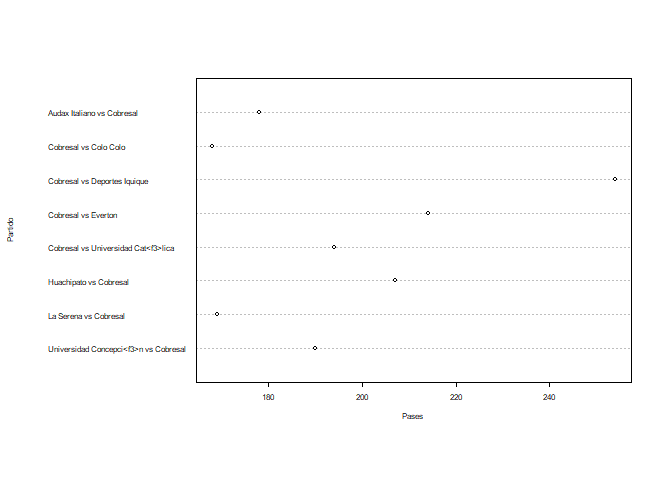 Partido
Audax Italiano vs Cobresal
Cobresal vs Colo Colo
Cobresal vs Deportes Iquique
Cobresal vs Everton
Cobresal vs Universidad Cat<f3>lica
Huachipato vs Cobresal
La Serena vs Cobresal
Universidad Concepci<f3>n vs Cobresal
180 200 220 240
Pases